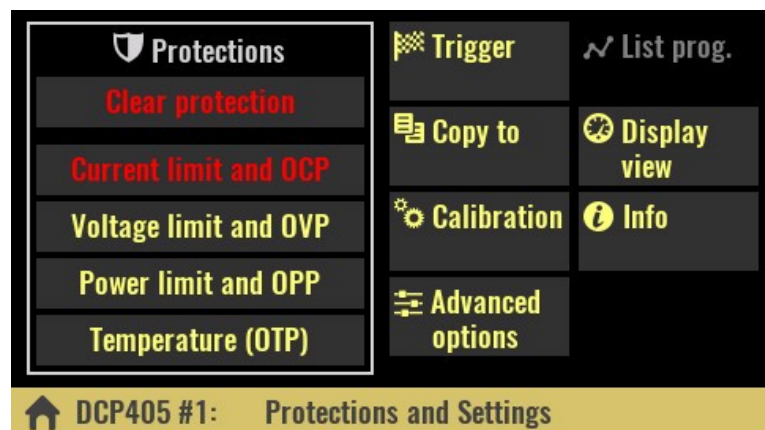 Protections
Clear protection
Current limit and OCP
Voltage limit and OVP
Power limit and OPP
Temperature (OTP)
Trigger
List prog.
Copy to
Display
view
Calibration
Info
Advanced
options
DCP405 #1: Protections and Settings